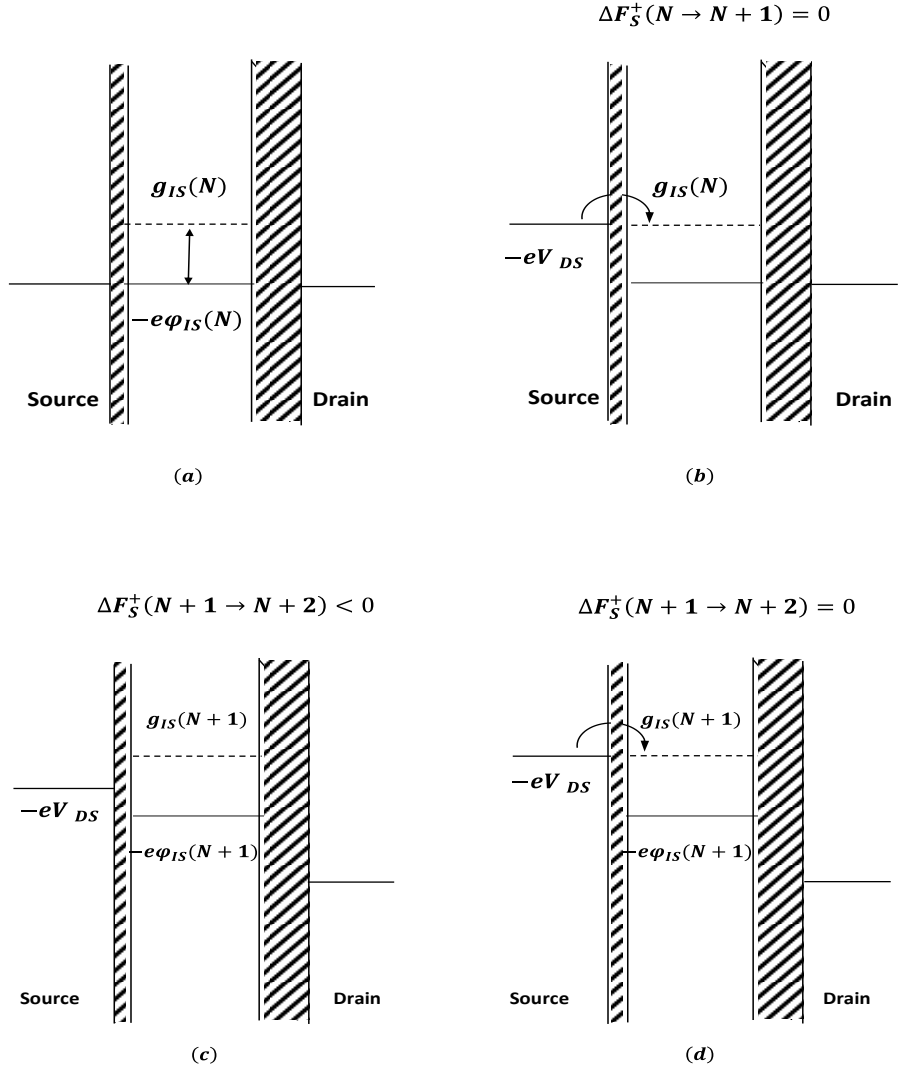 ΔF_S^+(N → N + 1) = 0
g_IS(N)
g_IS(N)
−eV_DS
−eφ_IS(N)
Source
Drain
Source
Drain
(a)
(b)
ΔF_S^+(N + 1 → N + 2) < 0
ΔF_S^+(N + 1 → N + 2) = 0
g_IS(N + 1)
g_IS(N + 1)
−eV_DS
−eV_DS
−eφ_IS(N + 1)
−eφ_IS(N + 1)
Source
Drain
Source
Drain
(c)
(d)